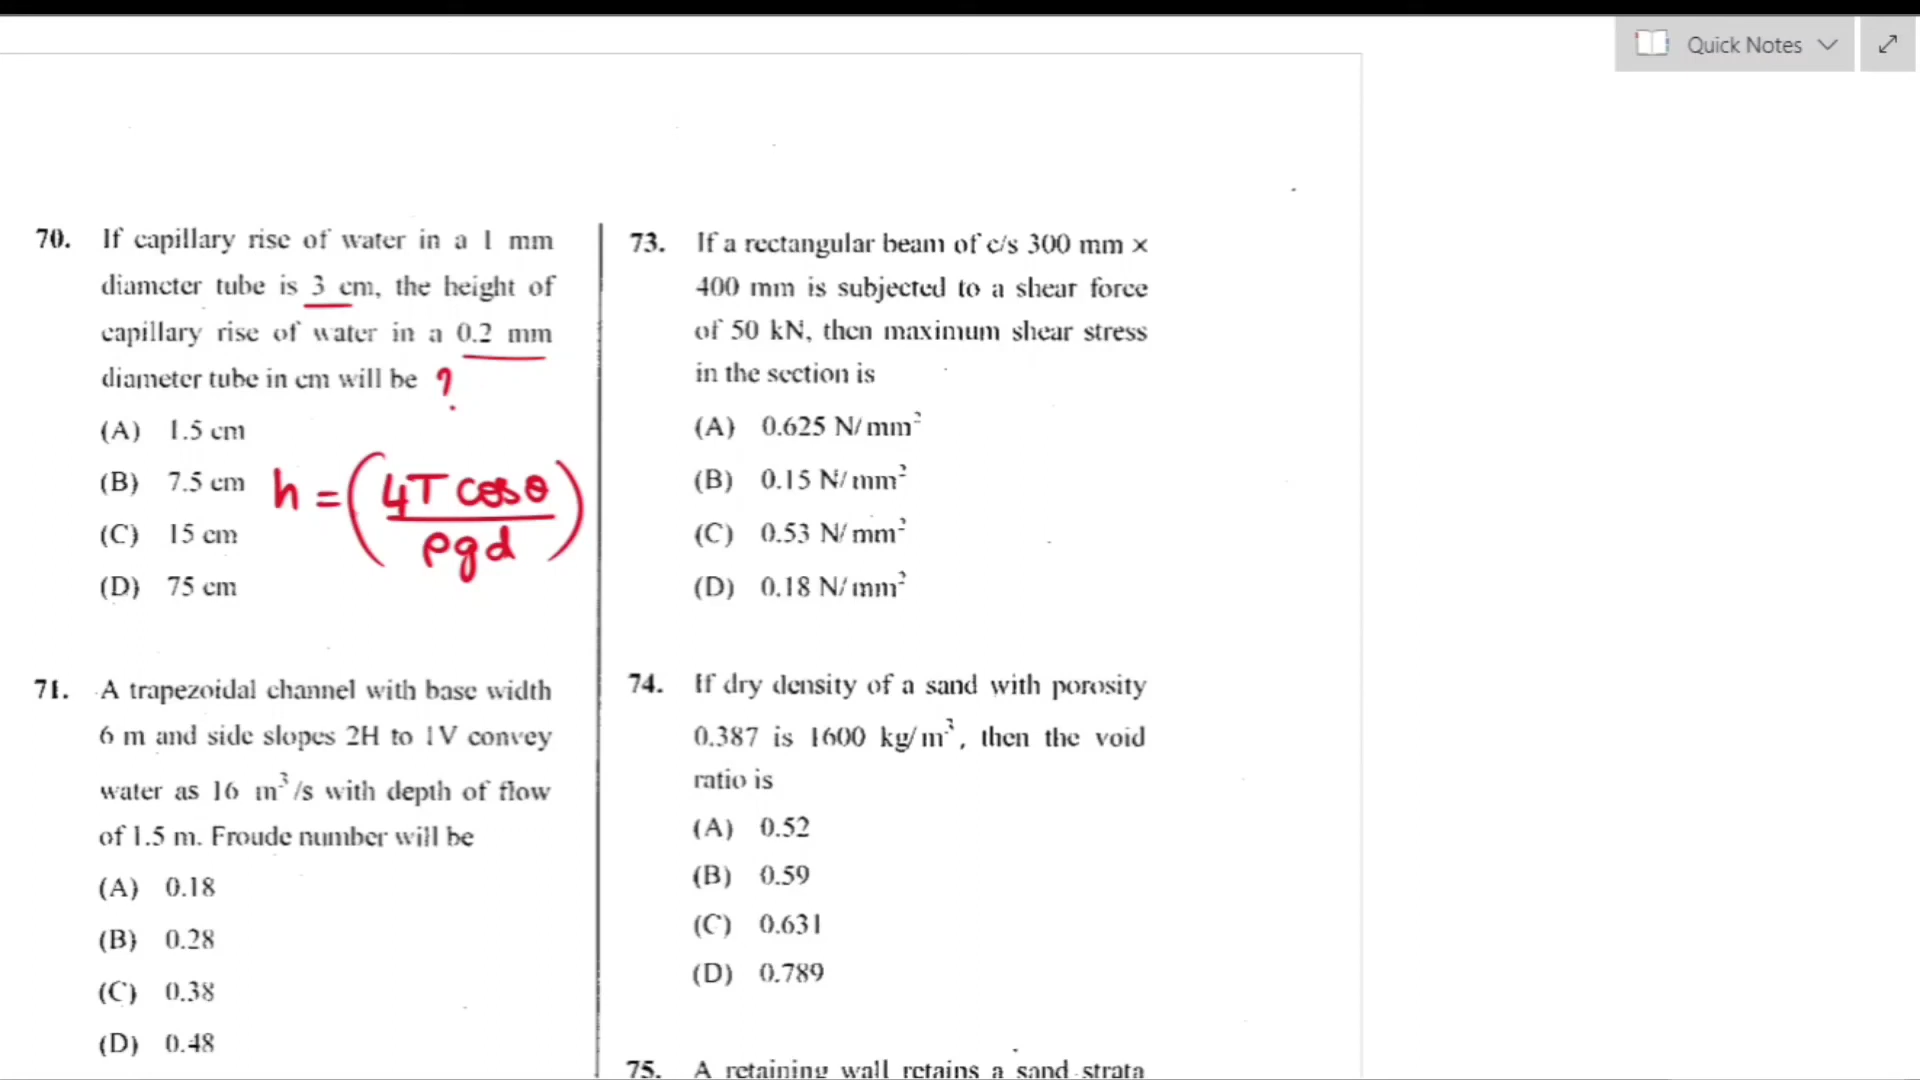 Quick Notes
70. If capillary rise of water in a 1 mm
diameter tube is 3 cm, the height of
capillary rise of water in a 0.2 mm
diameter tube in cm will be ?
(A) 1.5 cm
(B) 7.5 cm
(C) 15 cm
(D) 75 cm
h = (4T cosθ / ρgd)
71. A trapezoidal channel with base width
6 m and side slopes 2H to 1V convey
water as 16 m³/s with depth of flow
of 1.5 m. Froude number will be
(A) 0.18
(B) 0.28
(C) 0.38
(D) 0.48
73. If a rectangular beam of c/s 300 mm ×
400 mm is subjected to a shear force
of 50 kN, then maximum shear stress
in the section is
(A) 0.625 N/mm²
(B) 0.15 N/mm²
(C) 0.53 N/mm²
(D) 0.18 N/mm²
74. If dry density of a sand with porosity
0.387 is 1600 kg/m³, then the void
ratio is
(A) 0.52
(B) 0.59
(C) 0.631
(D) 0.789
75. A retaining wall retains a sand strata